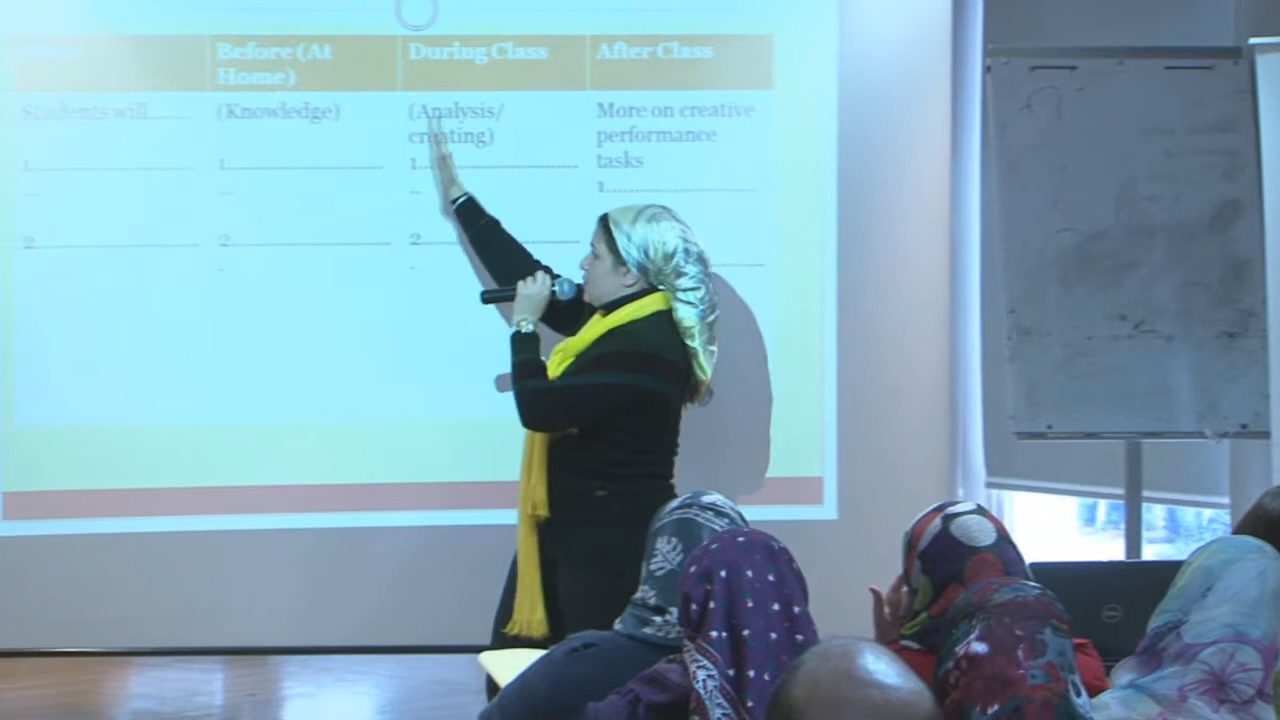 Before (At
Home)
During Class
After Class
Students will......
(Knowledge)
(Analysis/
creating)
More on creative
performance
tasks
1
1
1
1
2
2
2
DELL